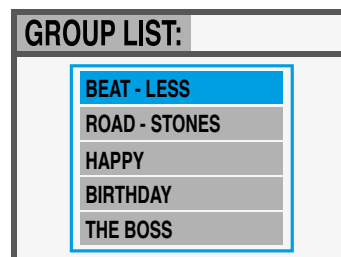 GROUP LIST:
BEAT - LESS
ROAD - STONES
HAPPY
BIRTHDAY
THE BOSS